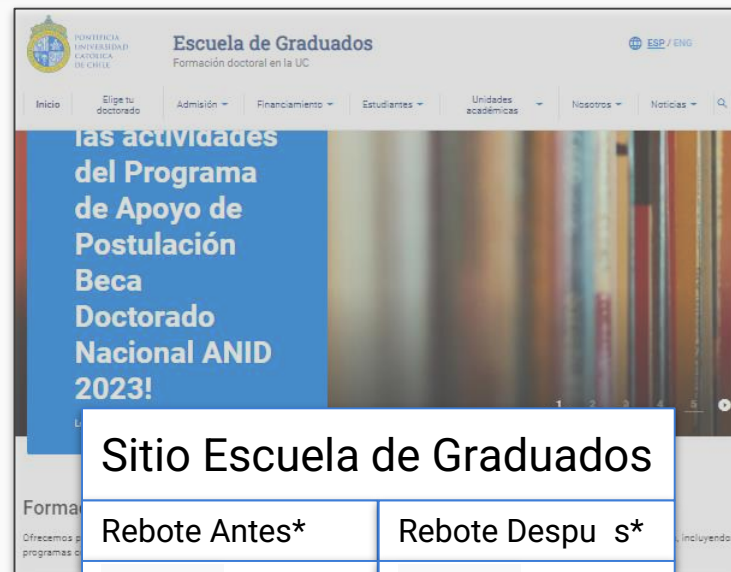 PONTIFICIA
UNIVERSIDAD
CATÓLICA
DE CHILE
Escuela de Graduados
Formación doctoral en la UC
ESP / ENG
Inicio
Elige tu
doctorado
Admisión
Financiamiento
Estudiantes
Unidades
académicas
Nosotros
Noticias
las actividades
del Programa
de Apoyo de
Postulación
Beca
Doctorado
Nacional ANID
2023!
1 2 3 4 5
Sitio Escuela de Graduados
Rebote Antes*
Rebote Despu s*
Ofrecemos
, incluyendo
programas